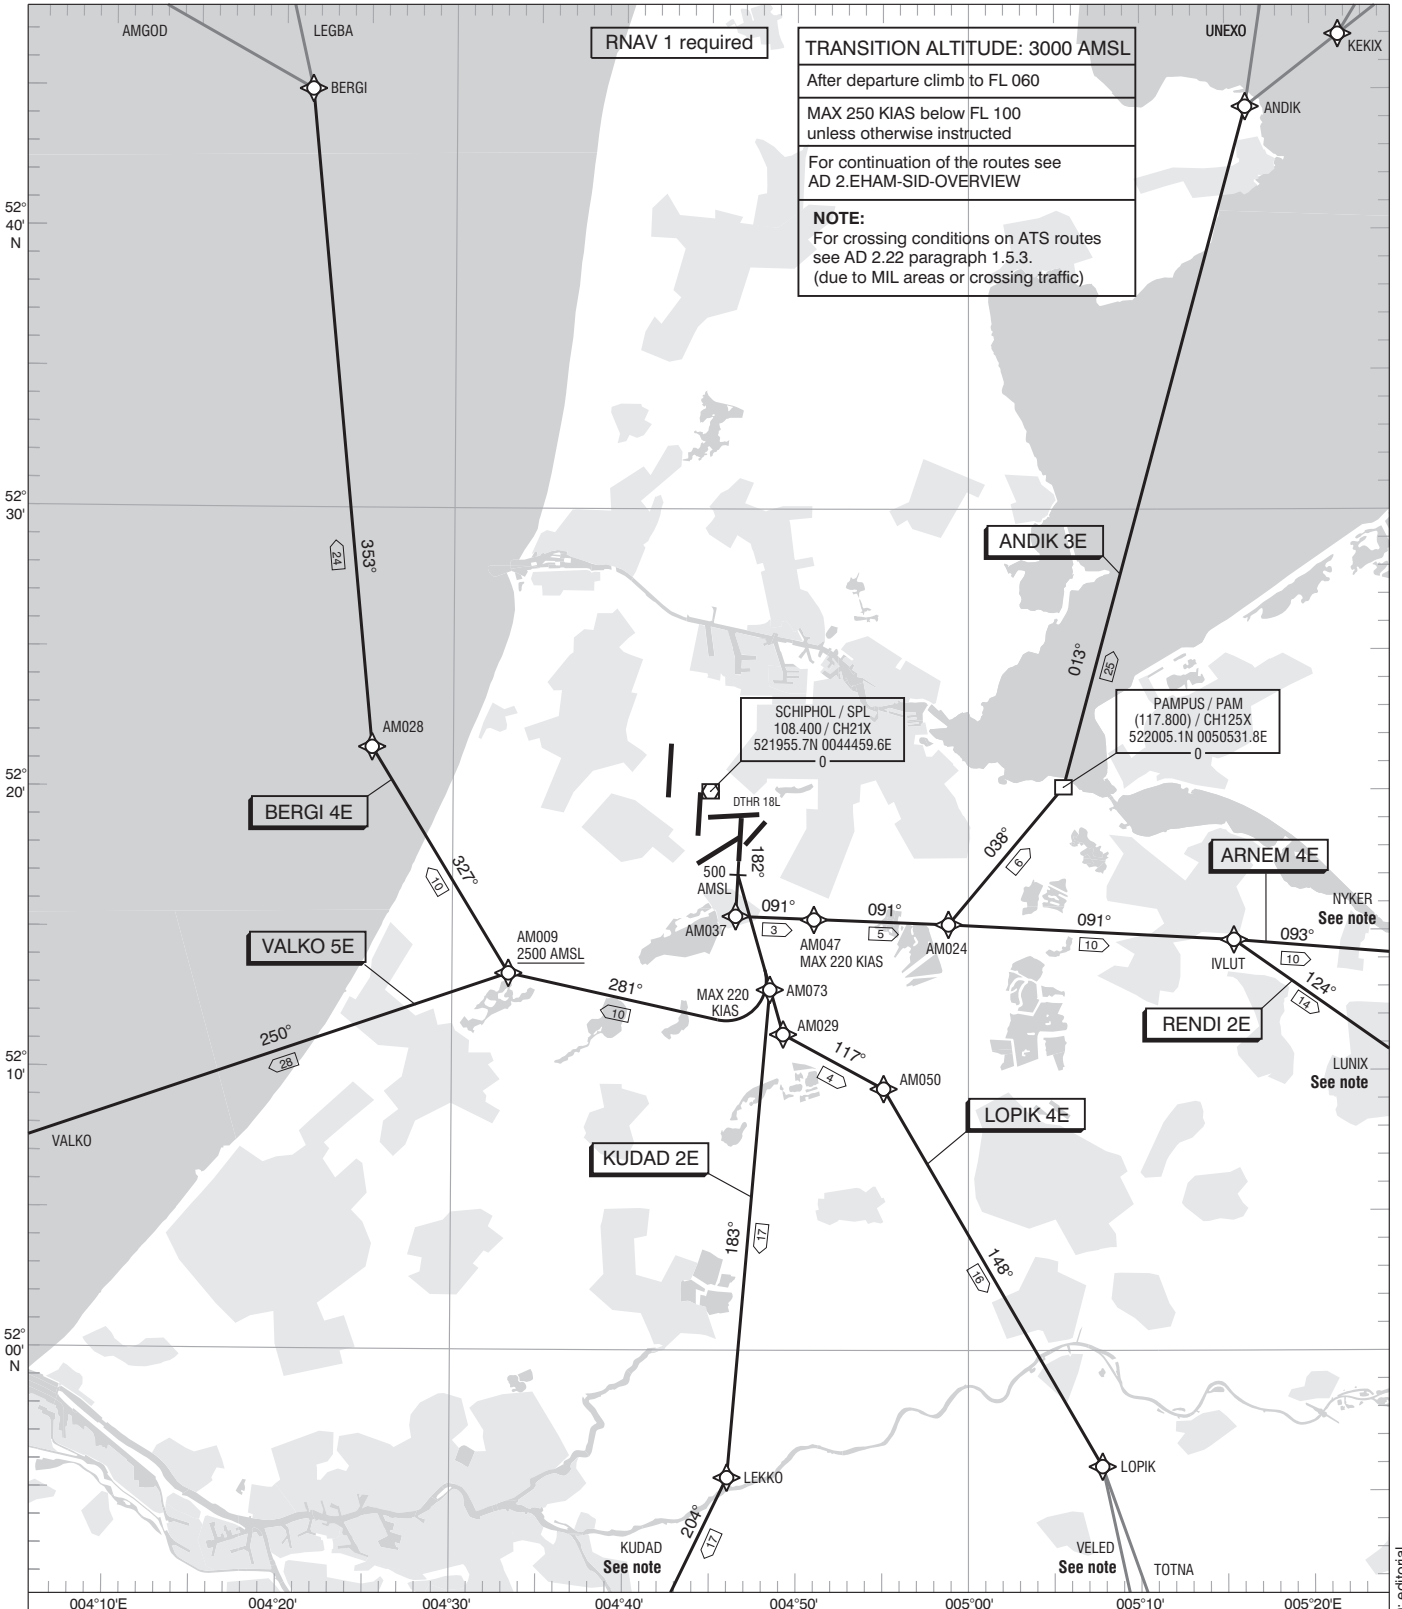 AMGOD
LEGBA
BERGI
RNAV 1 required
TRANSITION ALTITUDE: 3000 AMSL
After departure climb to FL 060
MAX 250 KIAS below FL 100
unless otherwise instructed
For continuation of the routes see
AD 2.EHAM-SID-OVERVIEW
NOTE:
For crossing conditions on ATS routes
see AD 2.22 paragraph 1.5.3.
(due to MIL areas or crossing traffic)
UNEXO
KEKIX
ANDIK
52°
40'
N
52°
30'
353°
24
ANDIK 3E
013°
25
AM028
SCHIPHOL / SPL
108.400 / CH21X
521955.7N 0044459.6E
0
PAMPUS / PAM
(117.800) / CH125X
522005.1N 0050531.8E
0
52°
20'
BERGI 4E
DTHR 18L
327°
10
500
AMSL
182°
038°
6
ARNEM 4E
NYKER
See note
VALKO 5E
AM009
2500 AMSL
AM037
091°
3
AM047
MAX 220 KIAS
091°
5
AM024
091°
10
IVLUT
093°
10
124°
14
281°
10
MAX 220
KIAS
AM073
AM029
RENDI 2E
250°
28
52°
10'
117°
4
AM050
LUNIX
See note
VALKO
LOPIK 4E
KUDAD 2E
183°
17
148°
16
52°
00'
N
LEKKO
LOPIK
204°
17
KUDAD
See note
VELED
See note
TOTNA
004°10'E
004°20'
004°30'
004°40'
004°50'
005°00'
005°10'
005°20'E
editorial